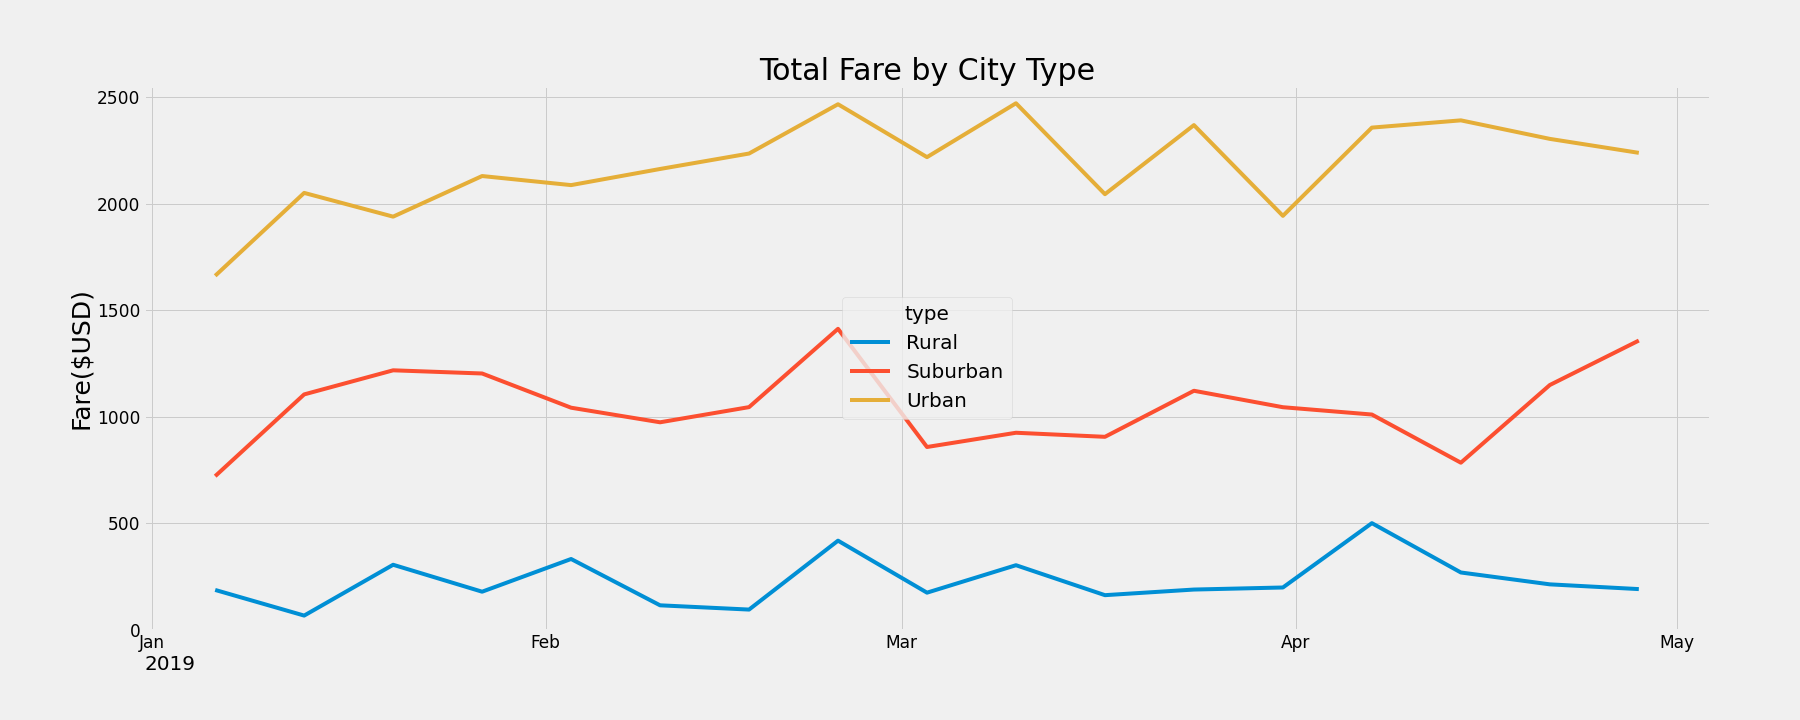 Total Fare by City Type
Fare($USD)
2500
2000
1500
1000
500
0
type
Rural
Suburban
Urban
Jan Feb Mar Apr May
2019